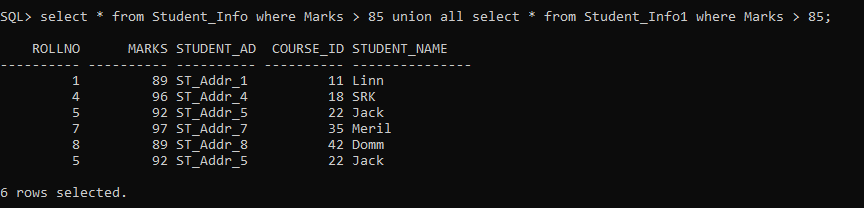 SQL> select * from Student_Info where Marks > 85 union all select * from Student_Info1 where Marks > 85;
    ROLLNO      MARKS STUDENT_AD  COURSE_ID STUDENT_NAME
---------- ---------- ---------- ---------- ---------------
         1         89 ST_Addr_1          11 Linn
         4         96 ST_Addr_4          18 SRK
         5         92 ST_Addr_5          22 Jack
         7         97 ST_Addr_7          35 Meril
         8         89 ST_Addr_8          42 Domm
         5         92 ST_Addr_5          22 Jack
6 rows selected.